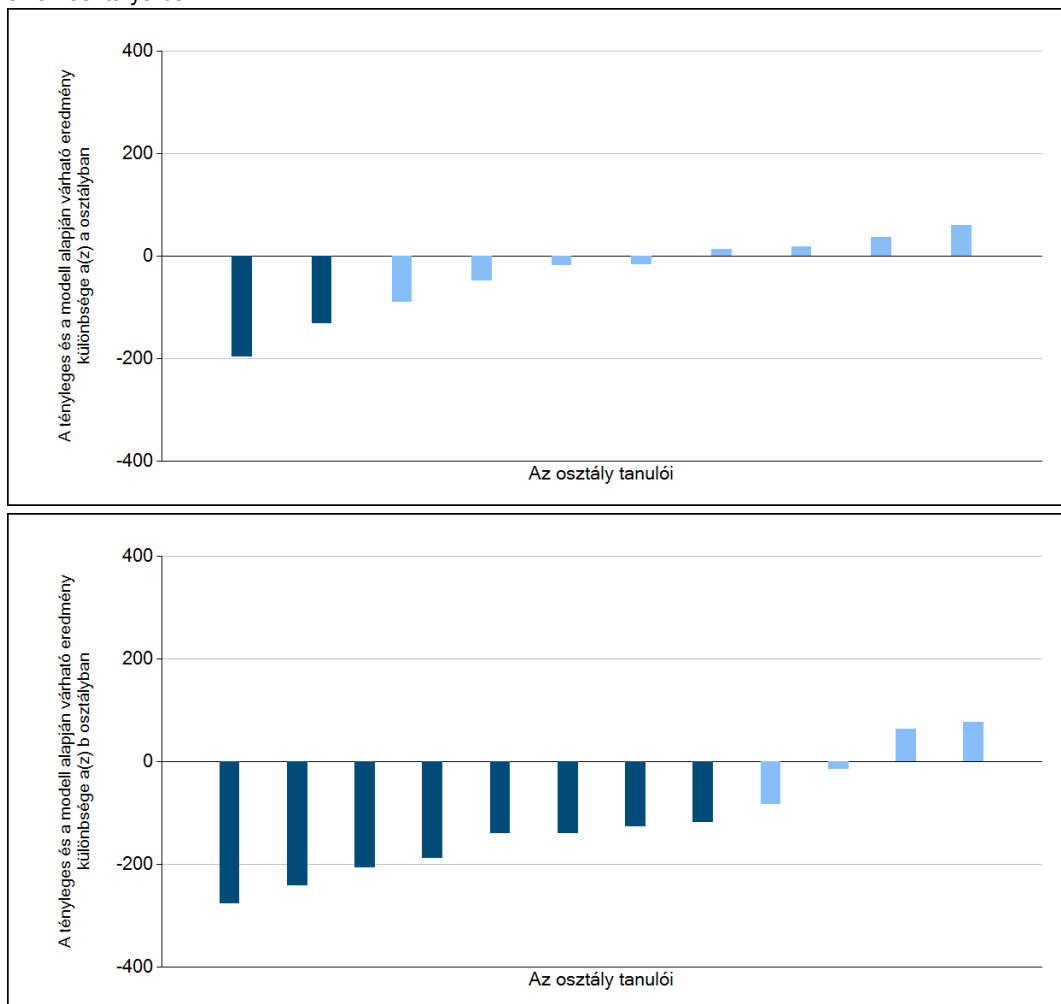 A tényleges és a modell alapján várható eredmény
különbsége a(z) a osztályban
400
200
0
-200
-400
Az osztály tanulói
A tényleges és a modell alapján várható eredmény
különbsége a(z) b osztályban
400
200
0
-200
-400
Az osztály tanulói